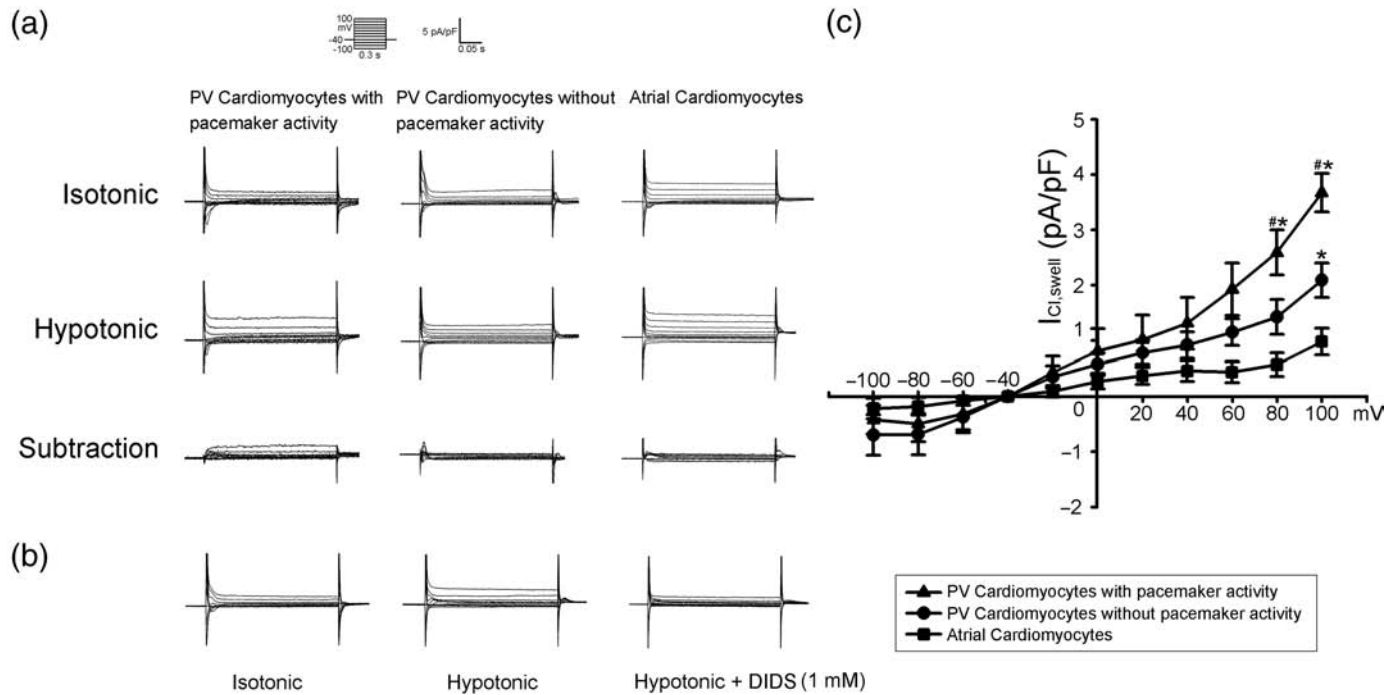 (a)
100
mV
-40
-100
0.3 s
5 pA/pF
0.05 s
PV Cardiomyocytes with
pacemaker activity
PV Cardiomyocytes without
pacemaker activity
Atrial Cardiomyocytes
Isotonic
Hypotonic
Subtraction
(b)
Isotonic
Hypotonic
Hypotonic + DIDS (1 mM)
(c)
ICl,swell (pA/pF)
5
4
3
2
1
0
−1
−2
−100
−80
−60
−40
20
40
60
80
100
mV
#*
#*
*
PV Cardiomyocytes with pacemaker activity
PV Cardiomyocytes without pacemaker activity
Atrial Cardiomyocytes